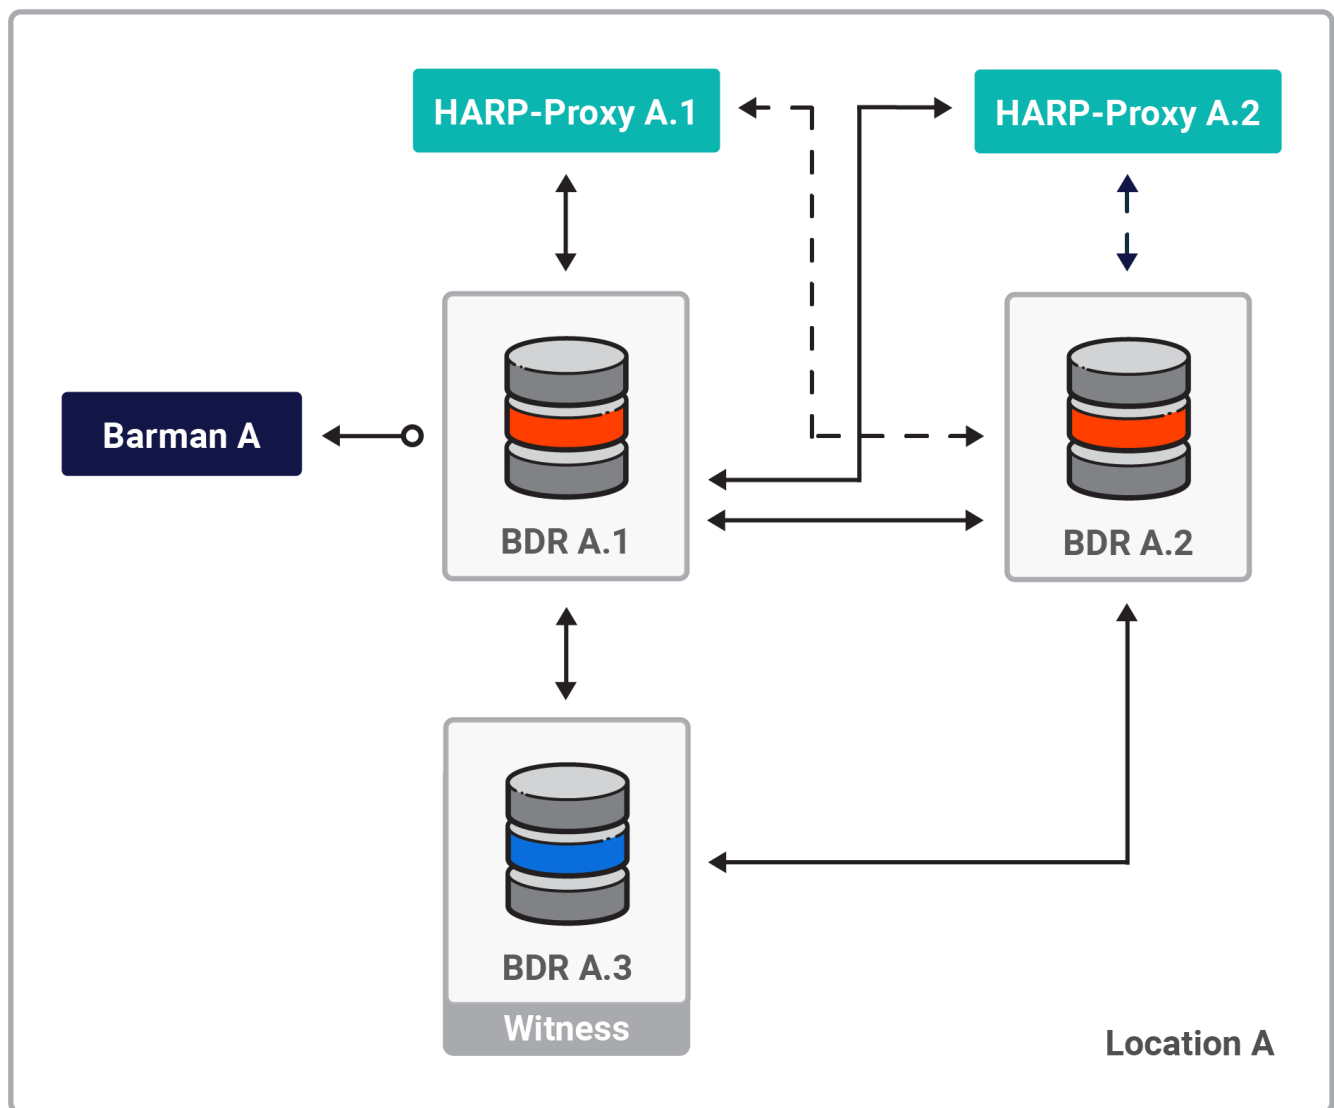 HARP-Proxy A.1
HARP-Proxy A.2
Barman A
BDR A.1
BDR A.2
BDR A.3
Witness
Location A